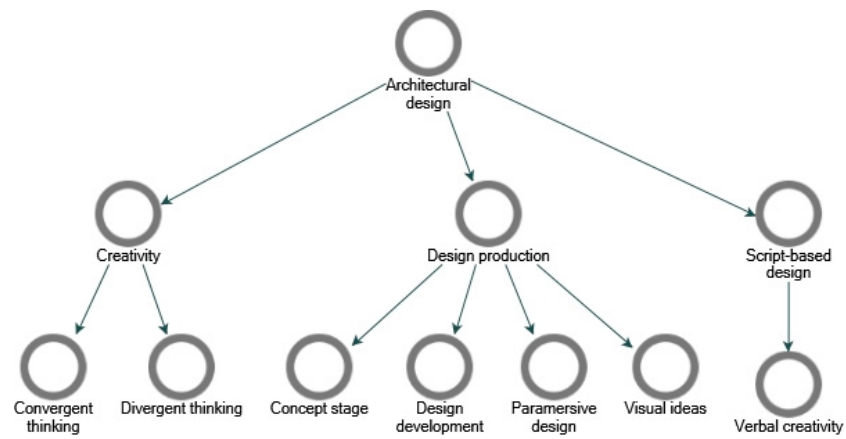 Architectural
design
Creativity
Design production
Script-based
design
Convergent
thinking
Divergent thinking
Concept stage
Design
development
Paramersive
design
Visual ideas
Verbal creativity